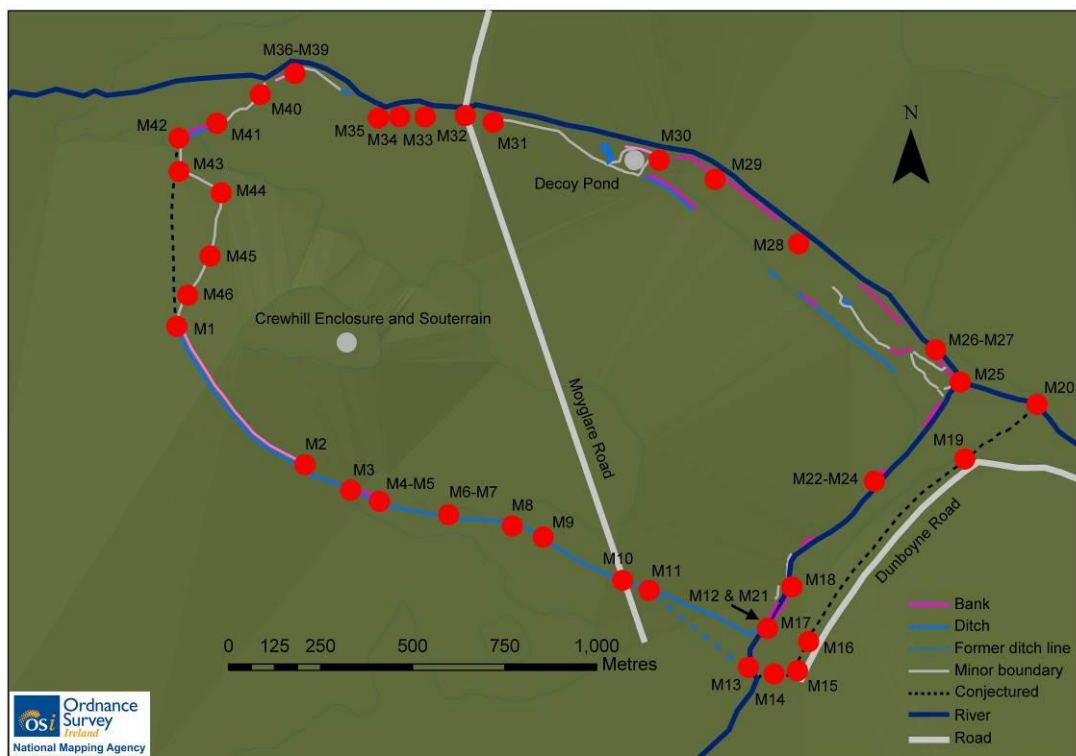 M36-M39
M40
M42
M41
M35
M34
M33
M32
M31
M30
M29
N
M43
M44
Decoy Pond
M28
M45
M46
M1
Crewhill Enclosure and Souterrain
Moyglare Road
M26-M27
M25
M20
M2
M3
M4-M5
M6-M7
M8
M9
M19
M22-M24
Dunboyne Road
M10
M11
M12 & M21
M18
M17
M16
M13
M14
M15
0 125 250 500 750 1,000
Metres
Bank
Ditch
Former ditch line
Minor boundary
Conjectured
River
Road
osi Ordnance
Survey
Ireland
National Mapping Agency